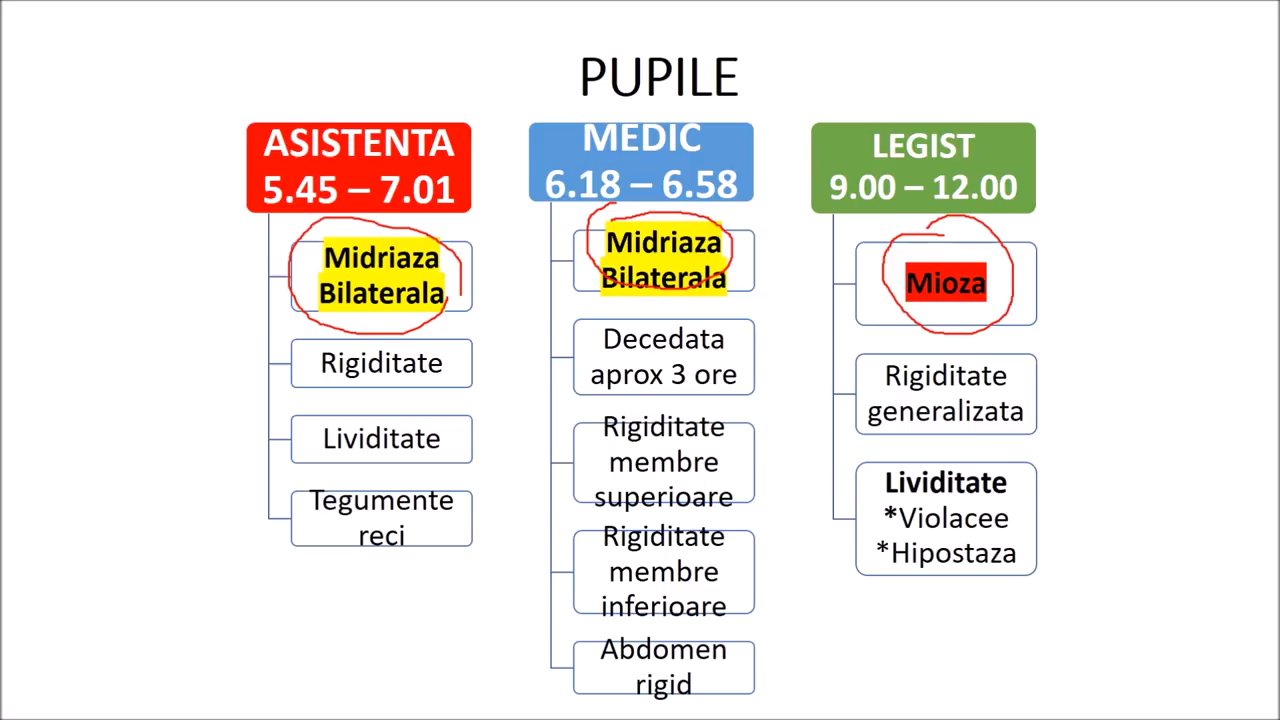 PUPILE
ASISTENTA
5.45 – 7.01
Midriaza
Bilaterala
Rigiditate
Lividitate
Tegumente
reci
MEDIC
6.18 – 6.58
Midriaza
Bilaterala
Decedata
aprox 3 ore
Rigiditate
membre
superioare
Rigiditate
membre
inferioare
Abdomen
rigid
LEGIST
9.00 – 12.00
Mioza
Rigiditate
generalizata
Lividitate
*Violacee
*Hipostaza